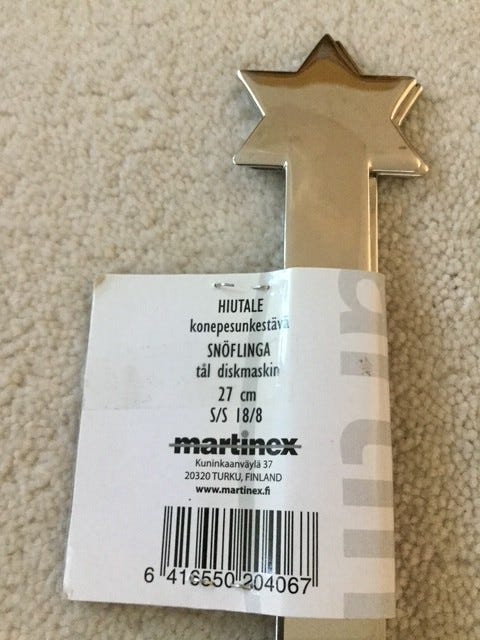 HIUTALE
konepesunkestävä
SNÖFLINGA
tål diskmaskin
27 cm
S/S 18/8
martinex
Kuninkaanväylä 37
20320 TURKU, FINLAND
www.martinex.fi
6 416550 204067